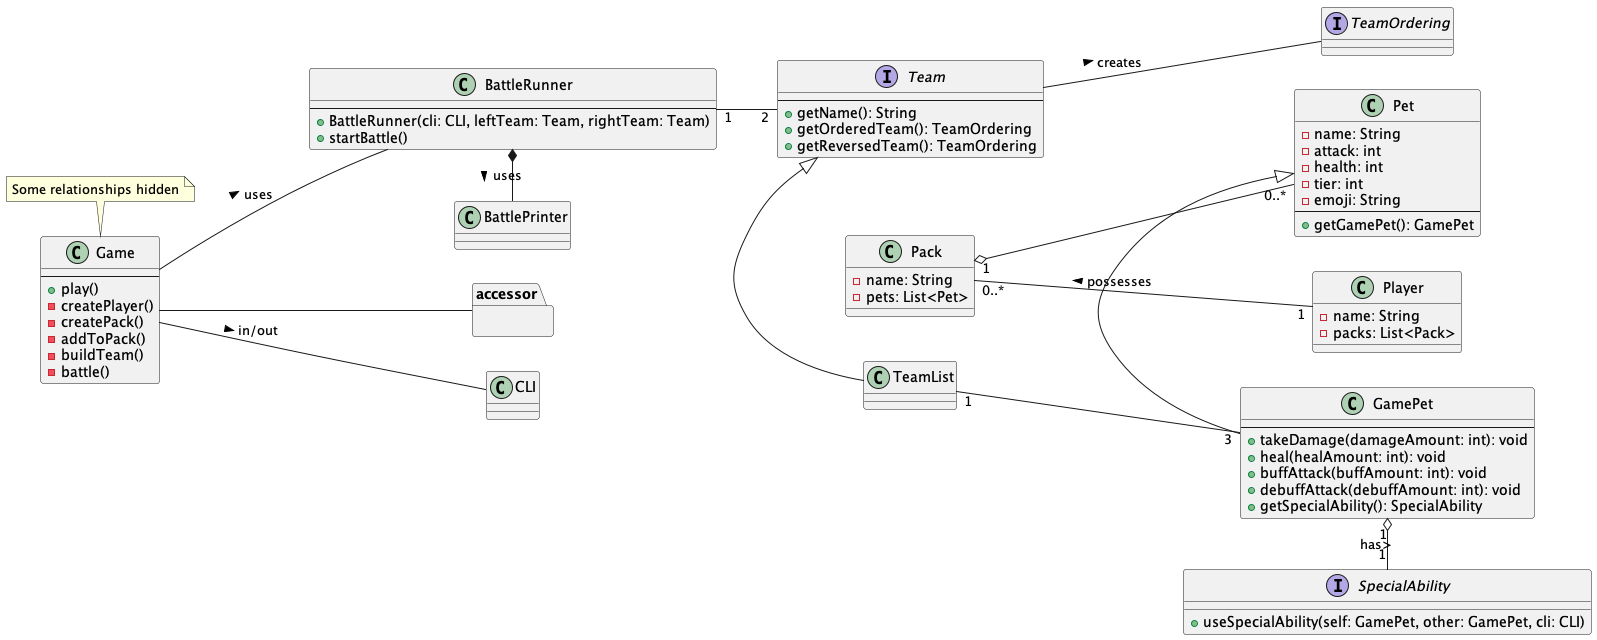 Some relationships hidden
C Game
play()
createPlayer()
createPack()
addToPack()
buildTeam()
battle()
uses
C BattleRunner
BattleRunner(cli: CLI, leftTeam: Team, rightTeam: Team)
startBattle()
uses
C BattlePrinter
accessor
in/out
C CLI
1
2
I Team
getName(): String
getOrderedTeam(): TeamOrdering
getReversedTeam(): TeamOrdering
creates
I TeamOrdering
C Pet
name: String
attack: int
health: int
tier: int
emoji: String
getGamePet(): GamePet
0..*
1
C Pack
name: String
pets: List<Pet>
0..*
possesses
1
C Player
name: String
packs: List<Pack>
C TeamList
1
3
C GamePet
takeDamage(damageAmount: int): void
heal(healAmount: int): void
buffAttack(buffAmount: int): void
debuffAttack(debuffAmount: int): void
getSpecialAbility(): SpecialAbility
1
has>
1
I SpecialAbility
useSpecialAbility(self: GamePet, other: GamePet, cli: CLI)